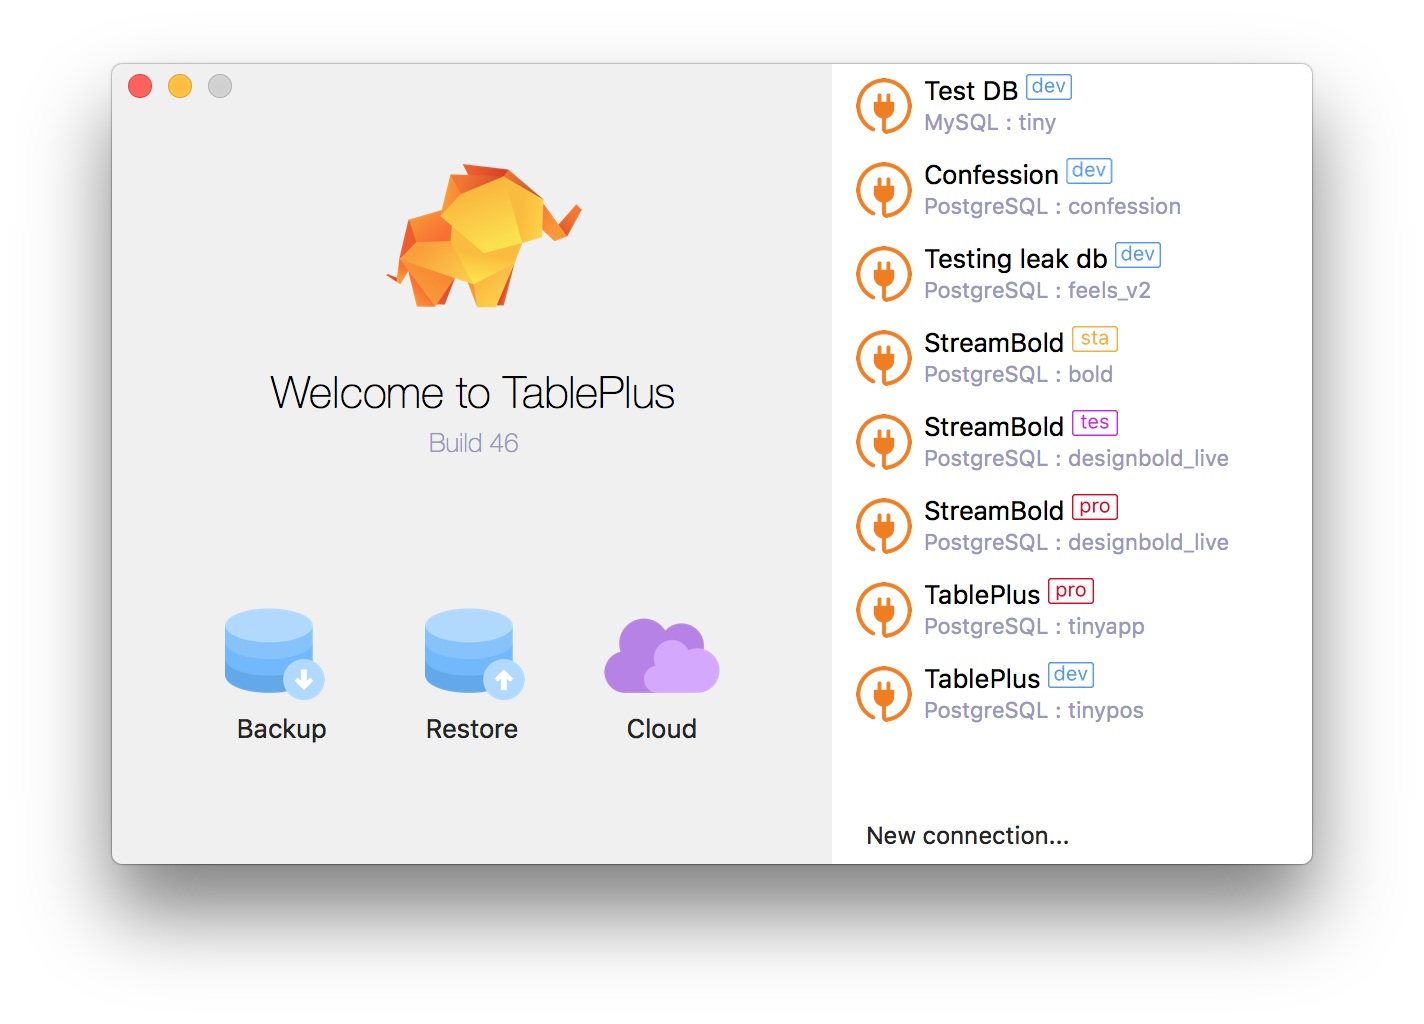 Welcome to TablePlus
Build 46
Backup
Restore
Cloud
Test DB dev
MySQL : tiny
Confession dev
PostgreSQL : confession
Testing leak db dev
PostgreSQL : feels_v2
StreamBold sta
PostgreSQL : bold
StreamBold tes
PostgreSQL : designbold_live
StreamBold pro
PostgreSQL : designbold_live
TablePlus pro
PostgreSQL : tinyapp
TablePlus dev
PostgreSQL : tinypos
New connection...